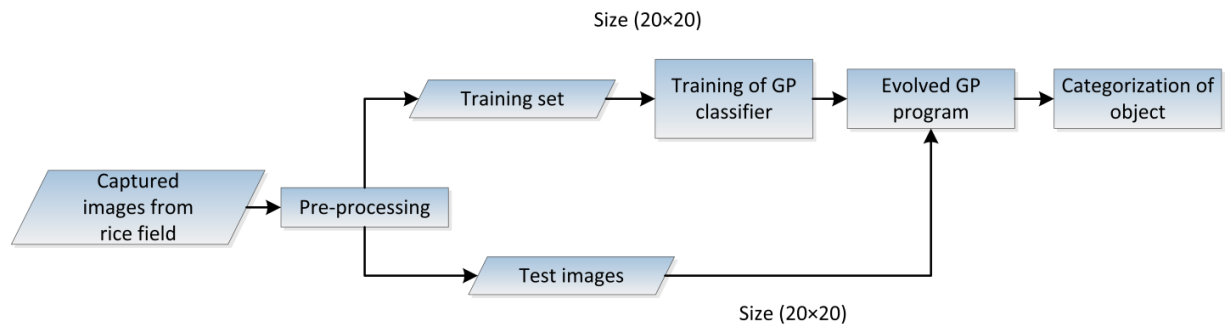 Size (20×20)
Training set
Training of GP
classifier
Evolved GP
program
Categorization of
object
Captured
images from
rice field
Pre-processing
Test images
Size (20×20)